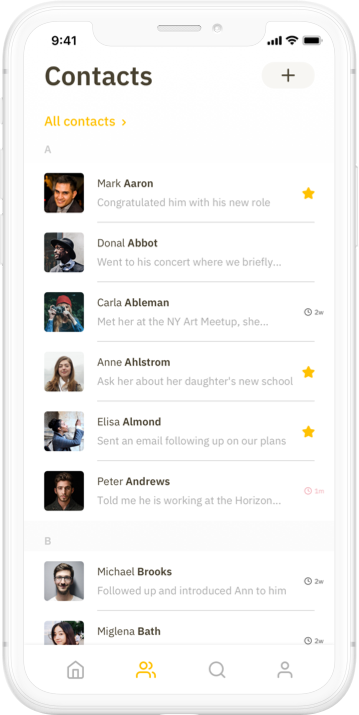 9:41
Contacts
All contacts
A
Mark Aaron
Congratulated him with his new role
Donal Abbot
Went to his concert where we briefly...
Carla Ableman
Met her at the NY Art Meetup, she...
2w
Anne Ahlstrom
Ask her about her daughter's new school
Elisa Almond
Sent an email following up on our plans
Peter Andrews
Told me he is working at the Horizon...
1m
B
Michael Brooks
Followed up and introduced Ann to him
2w
Miglena Bath
2w